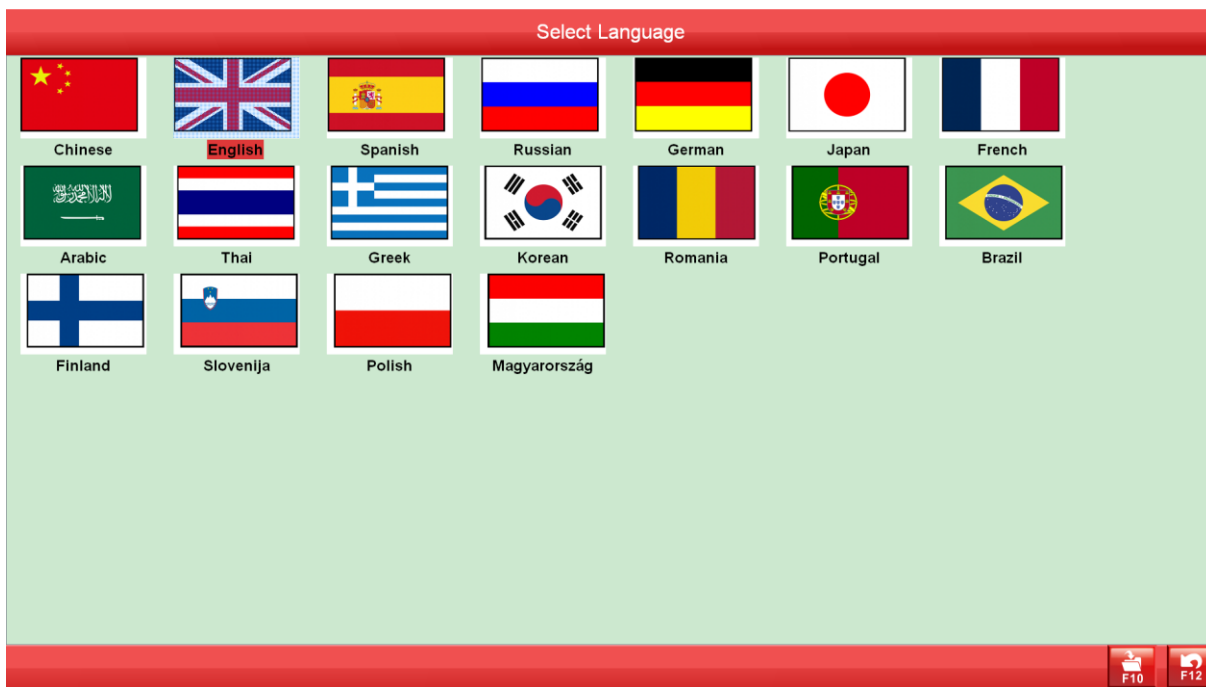 Select Language
Chinese English Spanish Russian German Japan French
Arabic Thai Greek Korean Romania Portugal Brazil
Finland Slovenija Polish Magyarország
F10 F12